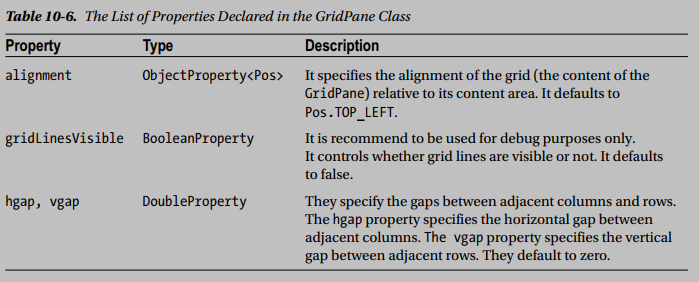 Table 10-6. The List of Properties Declared in the GridPane Class
Property Type Description
alignment ObjectProperty<Pos> It specifies the alignment of the grid (the content of the
GridPane) relative to its content area. It defaults to
Pos.TOP_LEFT.
gridLinesVisible BooleanProperty It is recommend to be used for debug purposes only.
It controls whether grid lines are visible or not. It defaults
to false.
hgap, vgap DoubleProperty They specify the gaps between adjacent columns and rows.
The hgap property specifies the horizontal gap between
adjacent columns. The vgap property specifies the vertical
gap between adjacent rows. They default to zero.